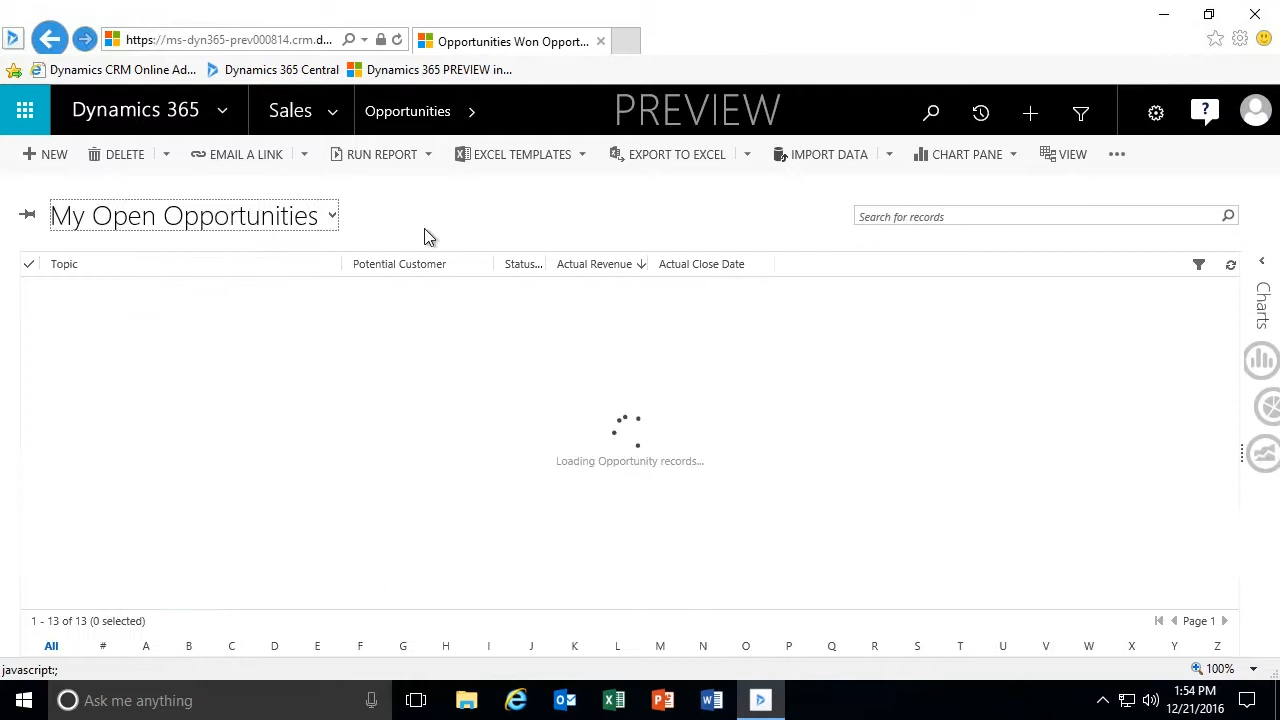 https://ms-dyn365-prev000814.crm.d...
Opportunities Won Opport...
Dynamics CRM Online Ad...
Dynamics 365 Central
Dynamics 365 PREVIEW in...
Dynamics 365
Sales
Opportunities
PREVIEW
?
NEW
DELETE
EMAIL A LINK
RUN REPORT
EXCEL TEMPLATES
EXPORT TO EXCEL
IMPORT DATA
CHART PANE
VIEW
My Open Opportunities
Search for records
Topic
Potential Customer
Status...
Actual Revenue
Actual Close Date
Charts
Loading Opportunity records...
1 - 13 of 13 (0 selected)
Page 1
All # A B C D E F G H I J K L M N O P Q R S T U V W X Y Z
javascript:;
100%
Ask me anything
1:54 PM
12/21/2016